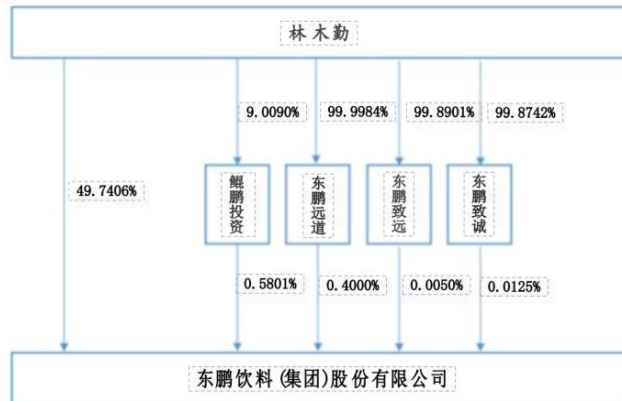 林木勤
9.0090%
99.9984%
99.8901%
99.8742%
49.7406%
鲲鹏投资
东鹏远道
东鹏致远
东鹏致诚
0.5801%
0.4000%
0.0050%
0.0125%
东鹏饮料(集团)股份有限公司